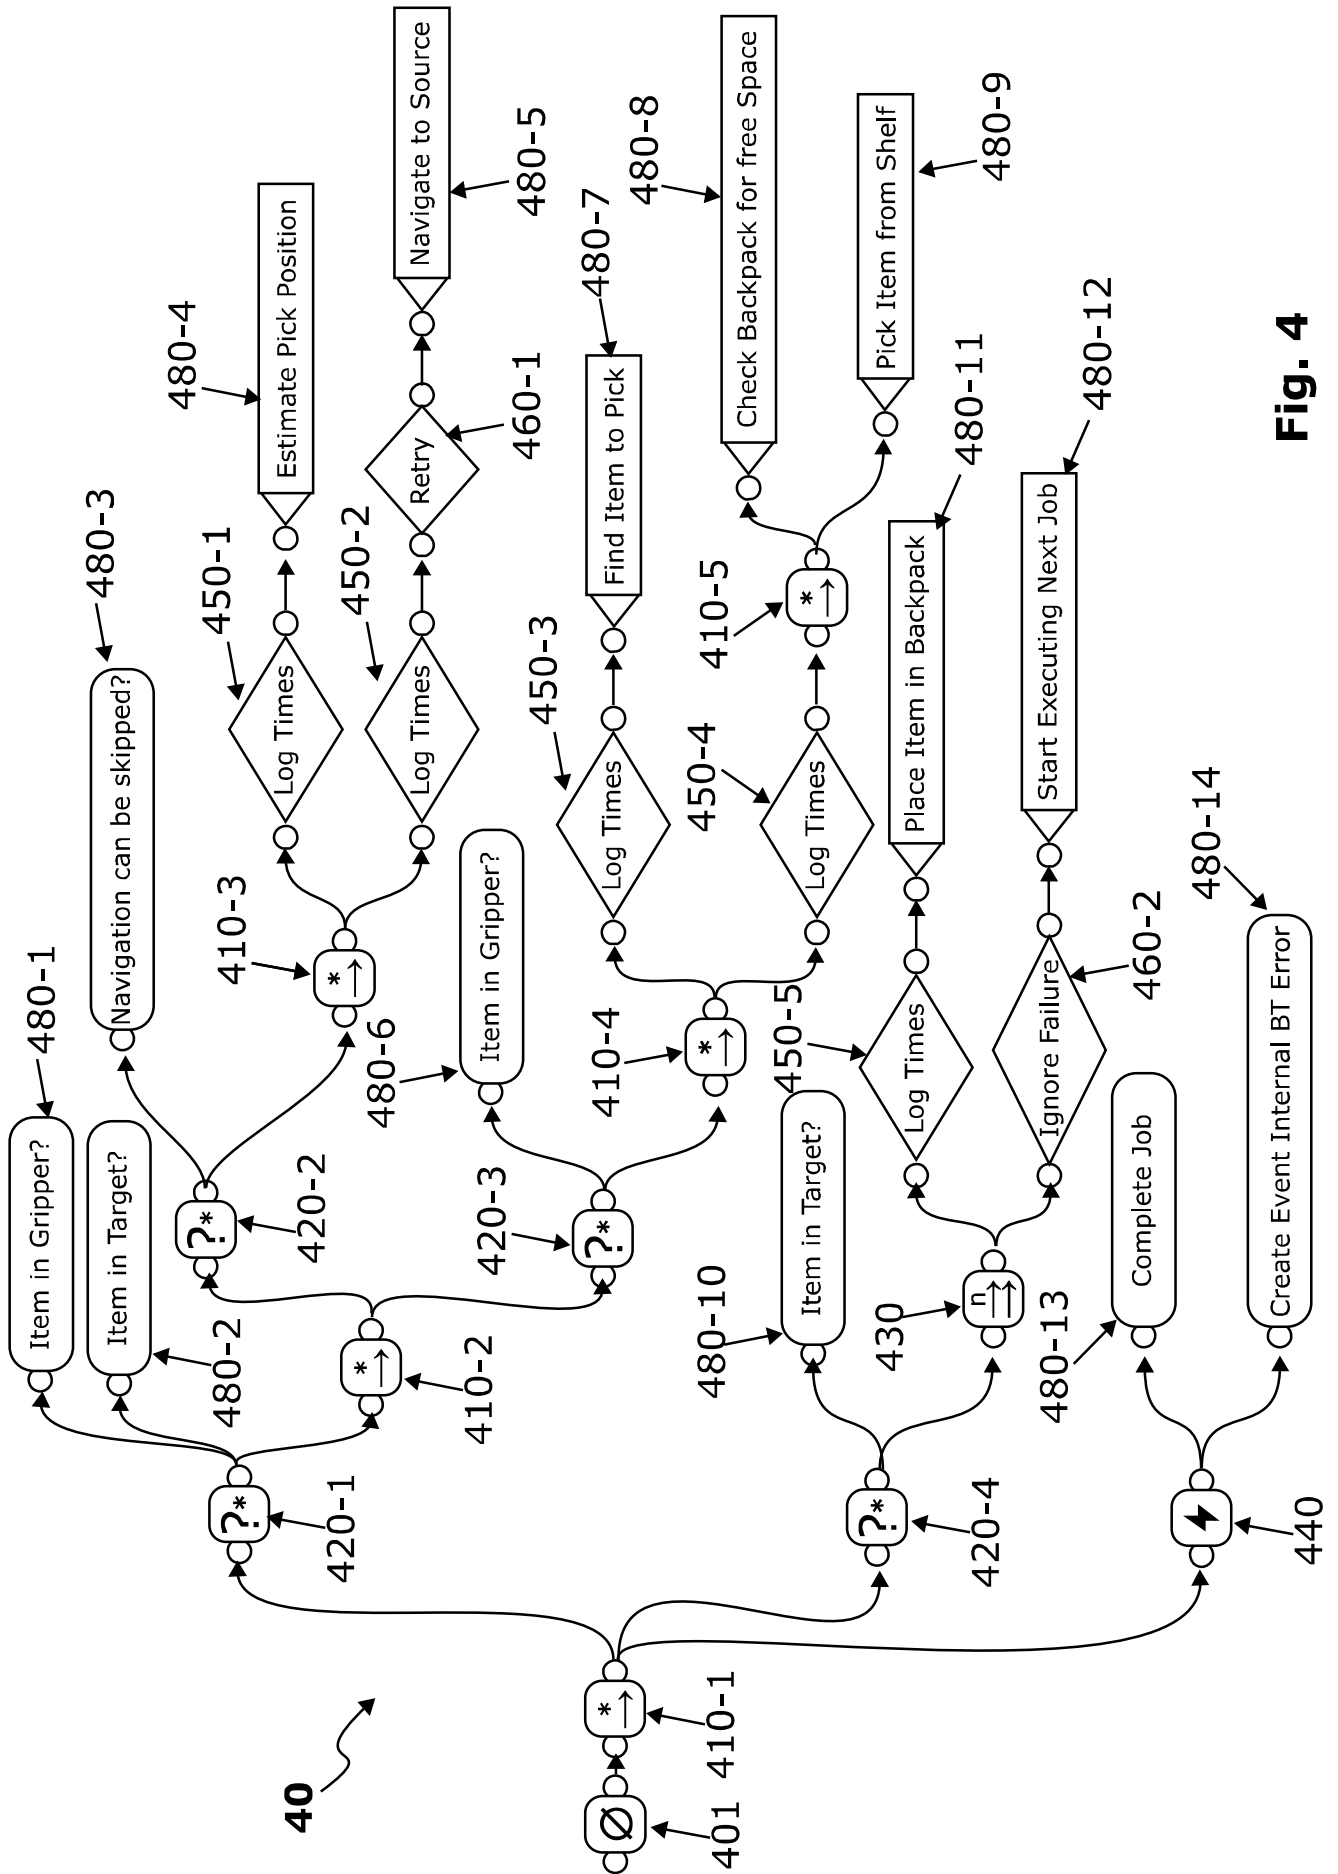 40
401
Ø
410-1
*
→
420-1
?*
Item in Gripper?
480-1
Item in Target?
480-2
410-2
*
→
420-2
?*
Navigation can be skipped?
480-3
410-3
*
→
Log Times
450-1
Estimate Pick Position
480-4
Log Times
450-2
Retry
460-1
Navigate to Source
480-5
420-3
?*
Item in Gripper?
480-6
410-4
*
→
Log Times
450-3
Find Item to Pick
480-7
Log Times
450-4
410-5
*
→
Check Backpack for free Space
480-8
Pick Item from Shelf
480-9
420-4
?*
Item in Target?
480-10
430
n
Log Times
450-5
Place Item in Backpack
480-11
Ignore Failure
460-2
Start Executing Next Job
480-12
440
Complete Job
480-13
Create Event Internal BT Error
480-14
Fig. 4